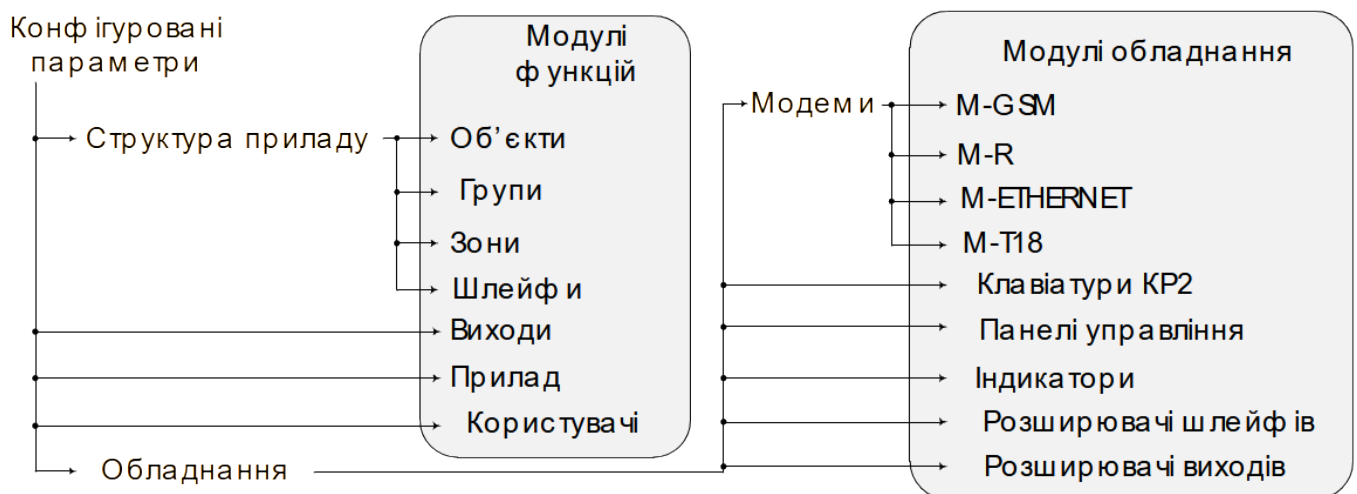 Конфігуровані
параметри
Структура приладу
Модулі
функцій
Об’єкти
Групи
Зони
Шлейфи
Виходи
Прилад
Користувачі
Обладнання
Модулі обладнання
Модеми
M-GSM
M-R
M-ETHERNET
M-T18
Клавіатури КР2
Панелі управління
Індикатори
Розширювачі шлейфів
Розширювачі виходів